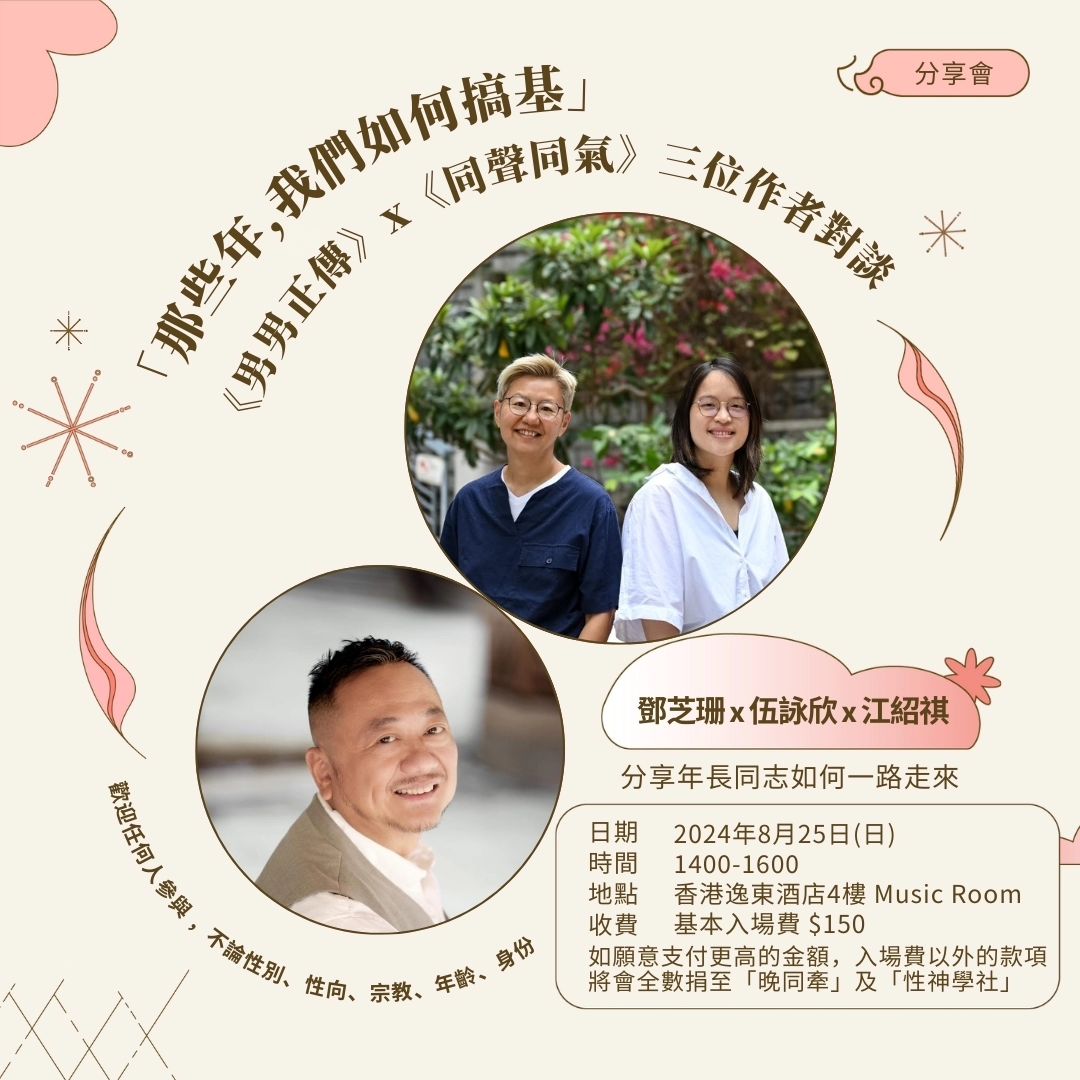 分享會
「那些年,我們如何搞基」
《男男正傳》x《同聲同氣》三位作者對談
鄧芝珊 x 伍詠欣 x 江紹祺
分享年長同志如何一路走來
日期 2024年8月25日(日)
時間 1400-1600
地點 香港逸東酒店4樓 Music Room
收費 基本入場費 $150
如願意支付更高的金額，入場費以外的款項
將會全數捐至「晚同牽」及「性神學社」
歡迎任何人參與，不論性別、性向、宗教、年齡、身份